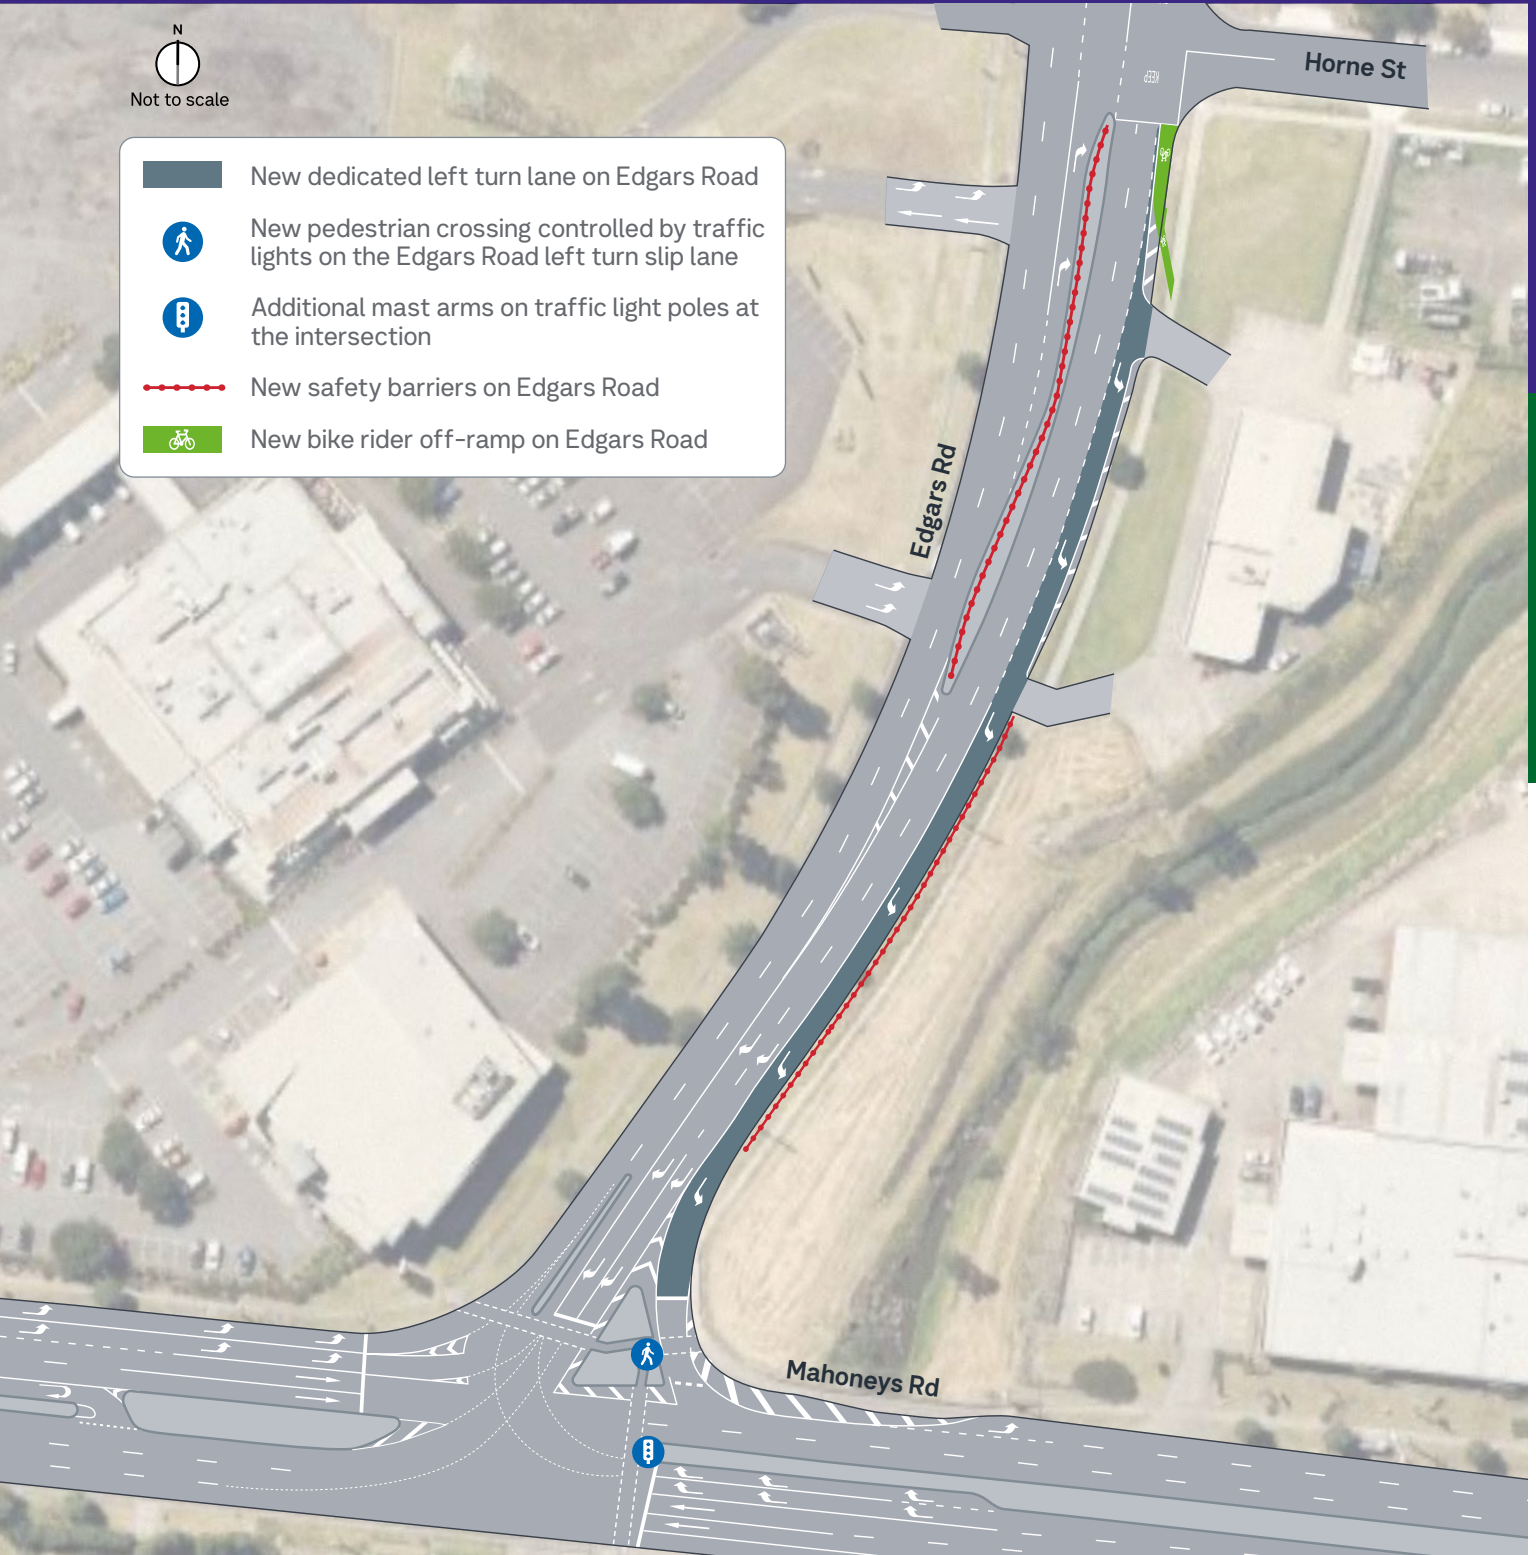 N
Not to scale
New dedicated left turn lane on Edgars Road
New pedestrian crossing controlled by traffic
lights on the Edgars Road left turn slip lane
Additional mast arms on traffic light poles at
the intersection
New safety barriers on Edgars Road
New bike rider off-ramp on Edgars Road
Horne St
KEEP
Edgars Rd
Mahoneys Rd